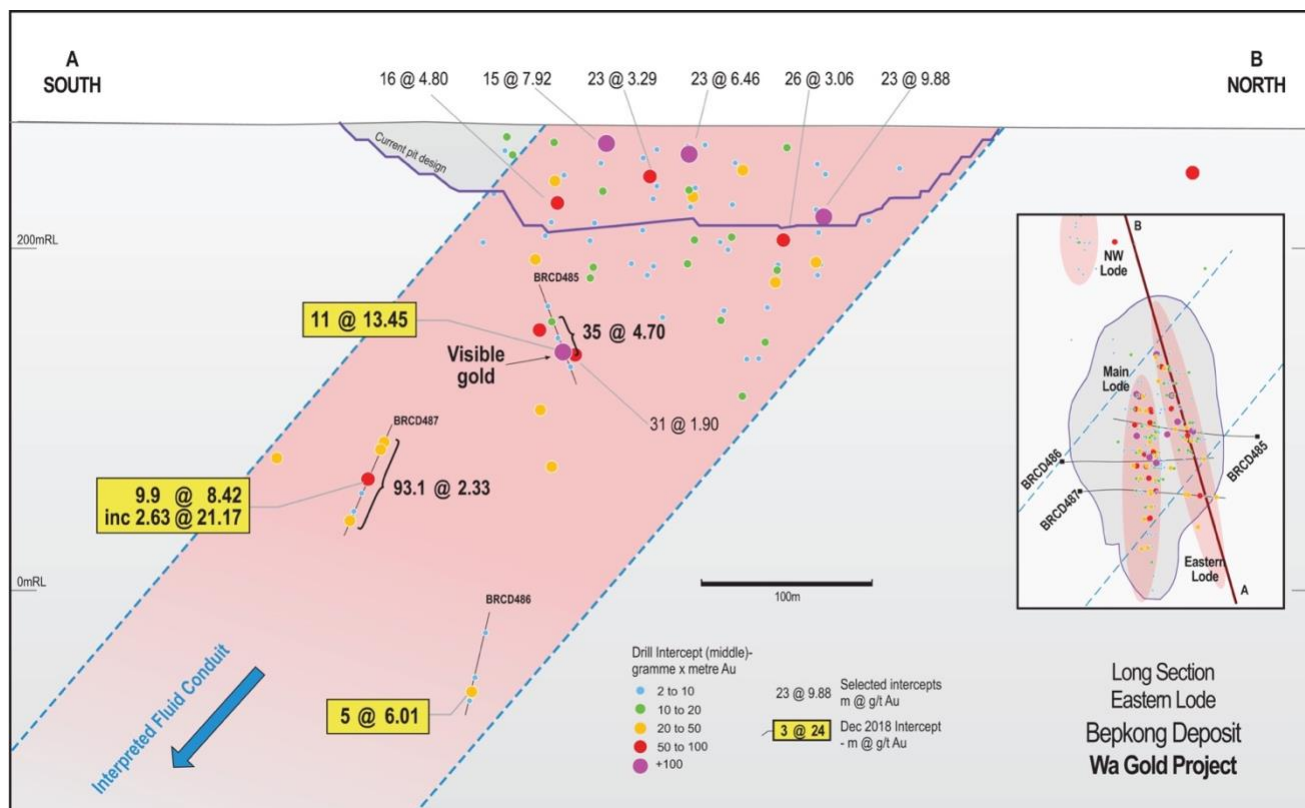 A
SOUTH
B
NORTH
16 @ 4.80
15 @ 7.92
23 @ 3.29
23 @ 6.46
26 @ 3.06
23 @ 9.88
Current pit design
200mRL
BRCD485
11 @ 13.45
35 @ 4.70
Visible
gold
31 @ 1.90
BRCD487
9.9 @ 8.42
inc 2.63 @ 21.17
93.1 @ 2.33
0mRL
BRCD486
5 @ 6.01
Interpreted Fluid Conduit
100m
Drill Intercept (middle)-
gramme x metre Au
2 to 10
10 to 20
20 to 50
50 to 100
+100
23 @ 9.88
Selected intercepts
m @ g/t Au
3 @ 24
Dec 2018 Intercept
- m @ g/t Au
B
NW
Lode
Main
Lode
BRCD486
BRCD485
BRCD487
Eastern
Lode
A
Long Section
Eastern Lode
Bepkong Deposit
Wa Gold Project